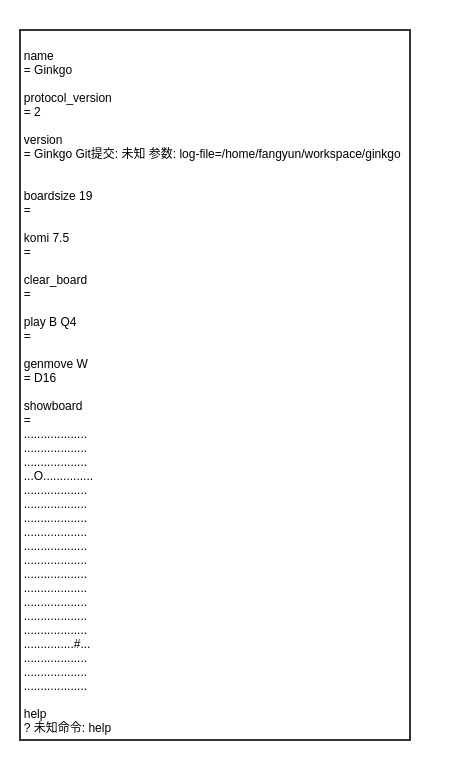 name
= Ginkgo
protocol_version
= 2
version
= Ginkgo Git提交: 未知 参数: log-file=/home/fangyun/workspace/ginkgo
boardsize 19
=
komi 7.5
=
clear_board
=
play B Q4
=
genmove W
= D16
showboard
=
...................
...................
...................
...O...............
...................
...................
...................
...................
...................
...................
...................
...................
...................
...................
...................
...............#...
...................
...................
...................
help
? 未知命令: help